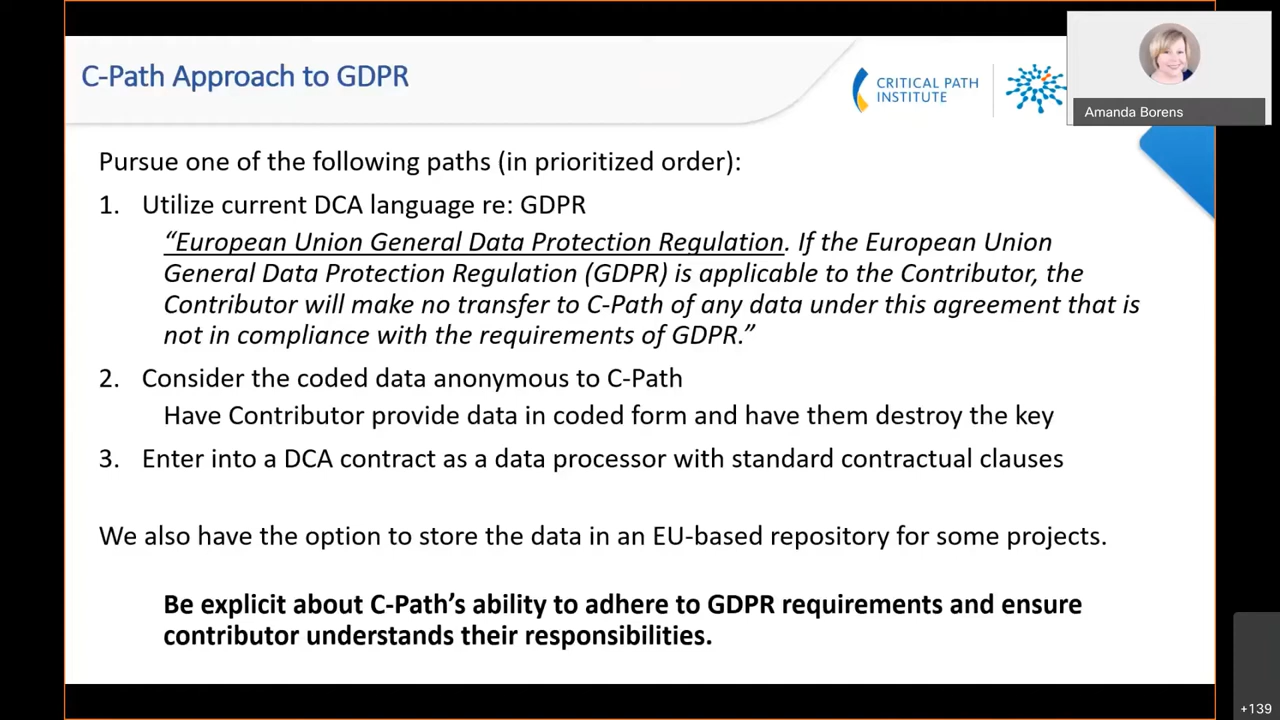 C-Path Approach to GDPR
CRITICAL PATH
INSTITUTE
Amanda Borens
Pursue one of the following paths (in prioritized order):
1. Utilize current DCA language re: GDPR
“European Union General Data Protection Regulation. If the European Union
General Data Protection Regulation (GDPR) is applicable to the Contributor, the
Contributor will make no transfer to C-Path of any data under this agreement that is
not in compliance with the requirements of GDPR.”
2. Consider the coded data anonymous to C-Path
Have Contributor provide data in coded form and have them destroy the key
3. Enter into a DCA contract as a data processor with standard contractual clauses
We also have the option to store the data in an EU-based repository for some projects.
Be explicit about C-Path’s ability to adhere to GDPR requirements and ensure
contributor understands their responsibilities.
+139